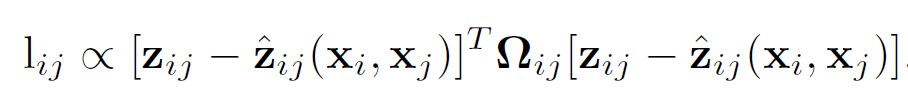 l_{ij} ∝ [𝐳_{ij} − 𝐳̂_{ij}(𝐱_i, 𝐱_j)]^T 𝛀_{ij}[𝐳_{ij} − 𝐳̂_{ij}(𝐱_i, 𝐱_j)].